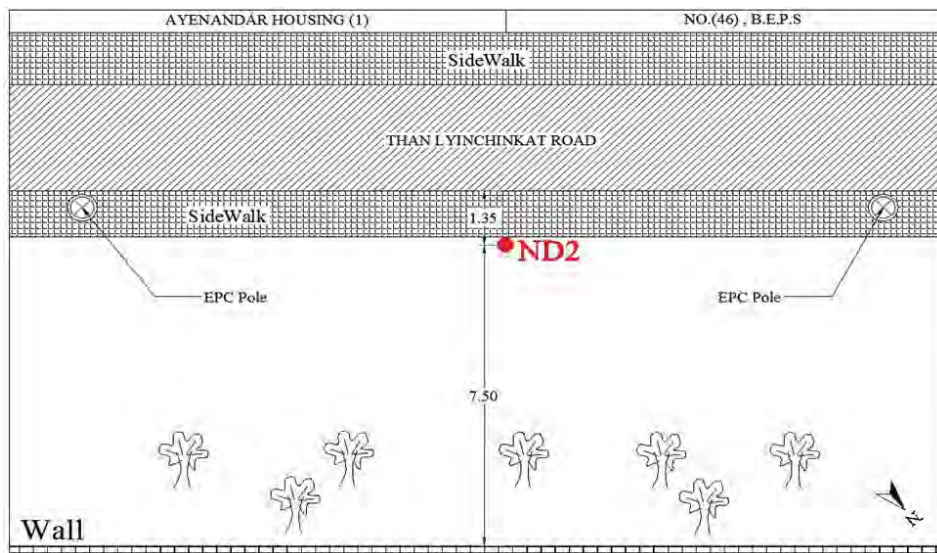 AYENANDAR HOUSING (1)
NO.(46) , B.E.P.S
SideWalk
THAN LYINCHINKAT ROAD
SideWalk
1.35
ND2
EPC Pole
EPC Pole
7.50
Wall
N